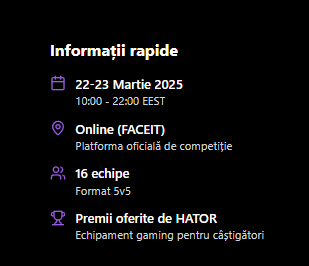 Informații rapide
22-23 Martie 2025
10:00 - 22:00 EEST
Online (FACEIT)
Platforma oficială de competiție
16 echipe
Format 5v5
Premii oferite de HATOR
Echipament gaming pentru câștigători